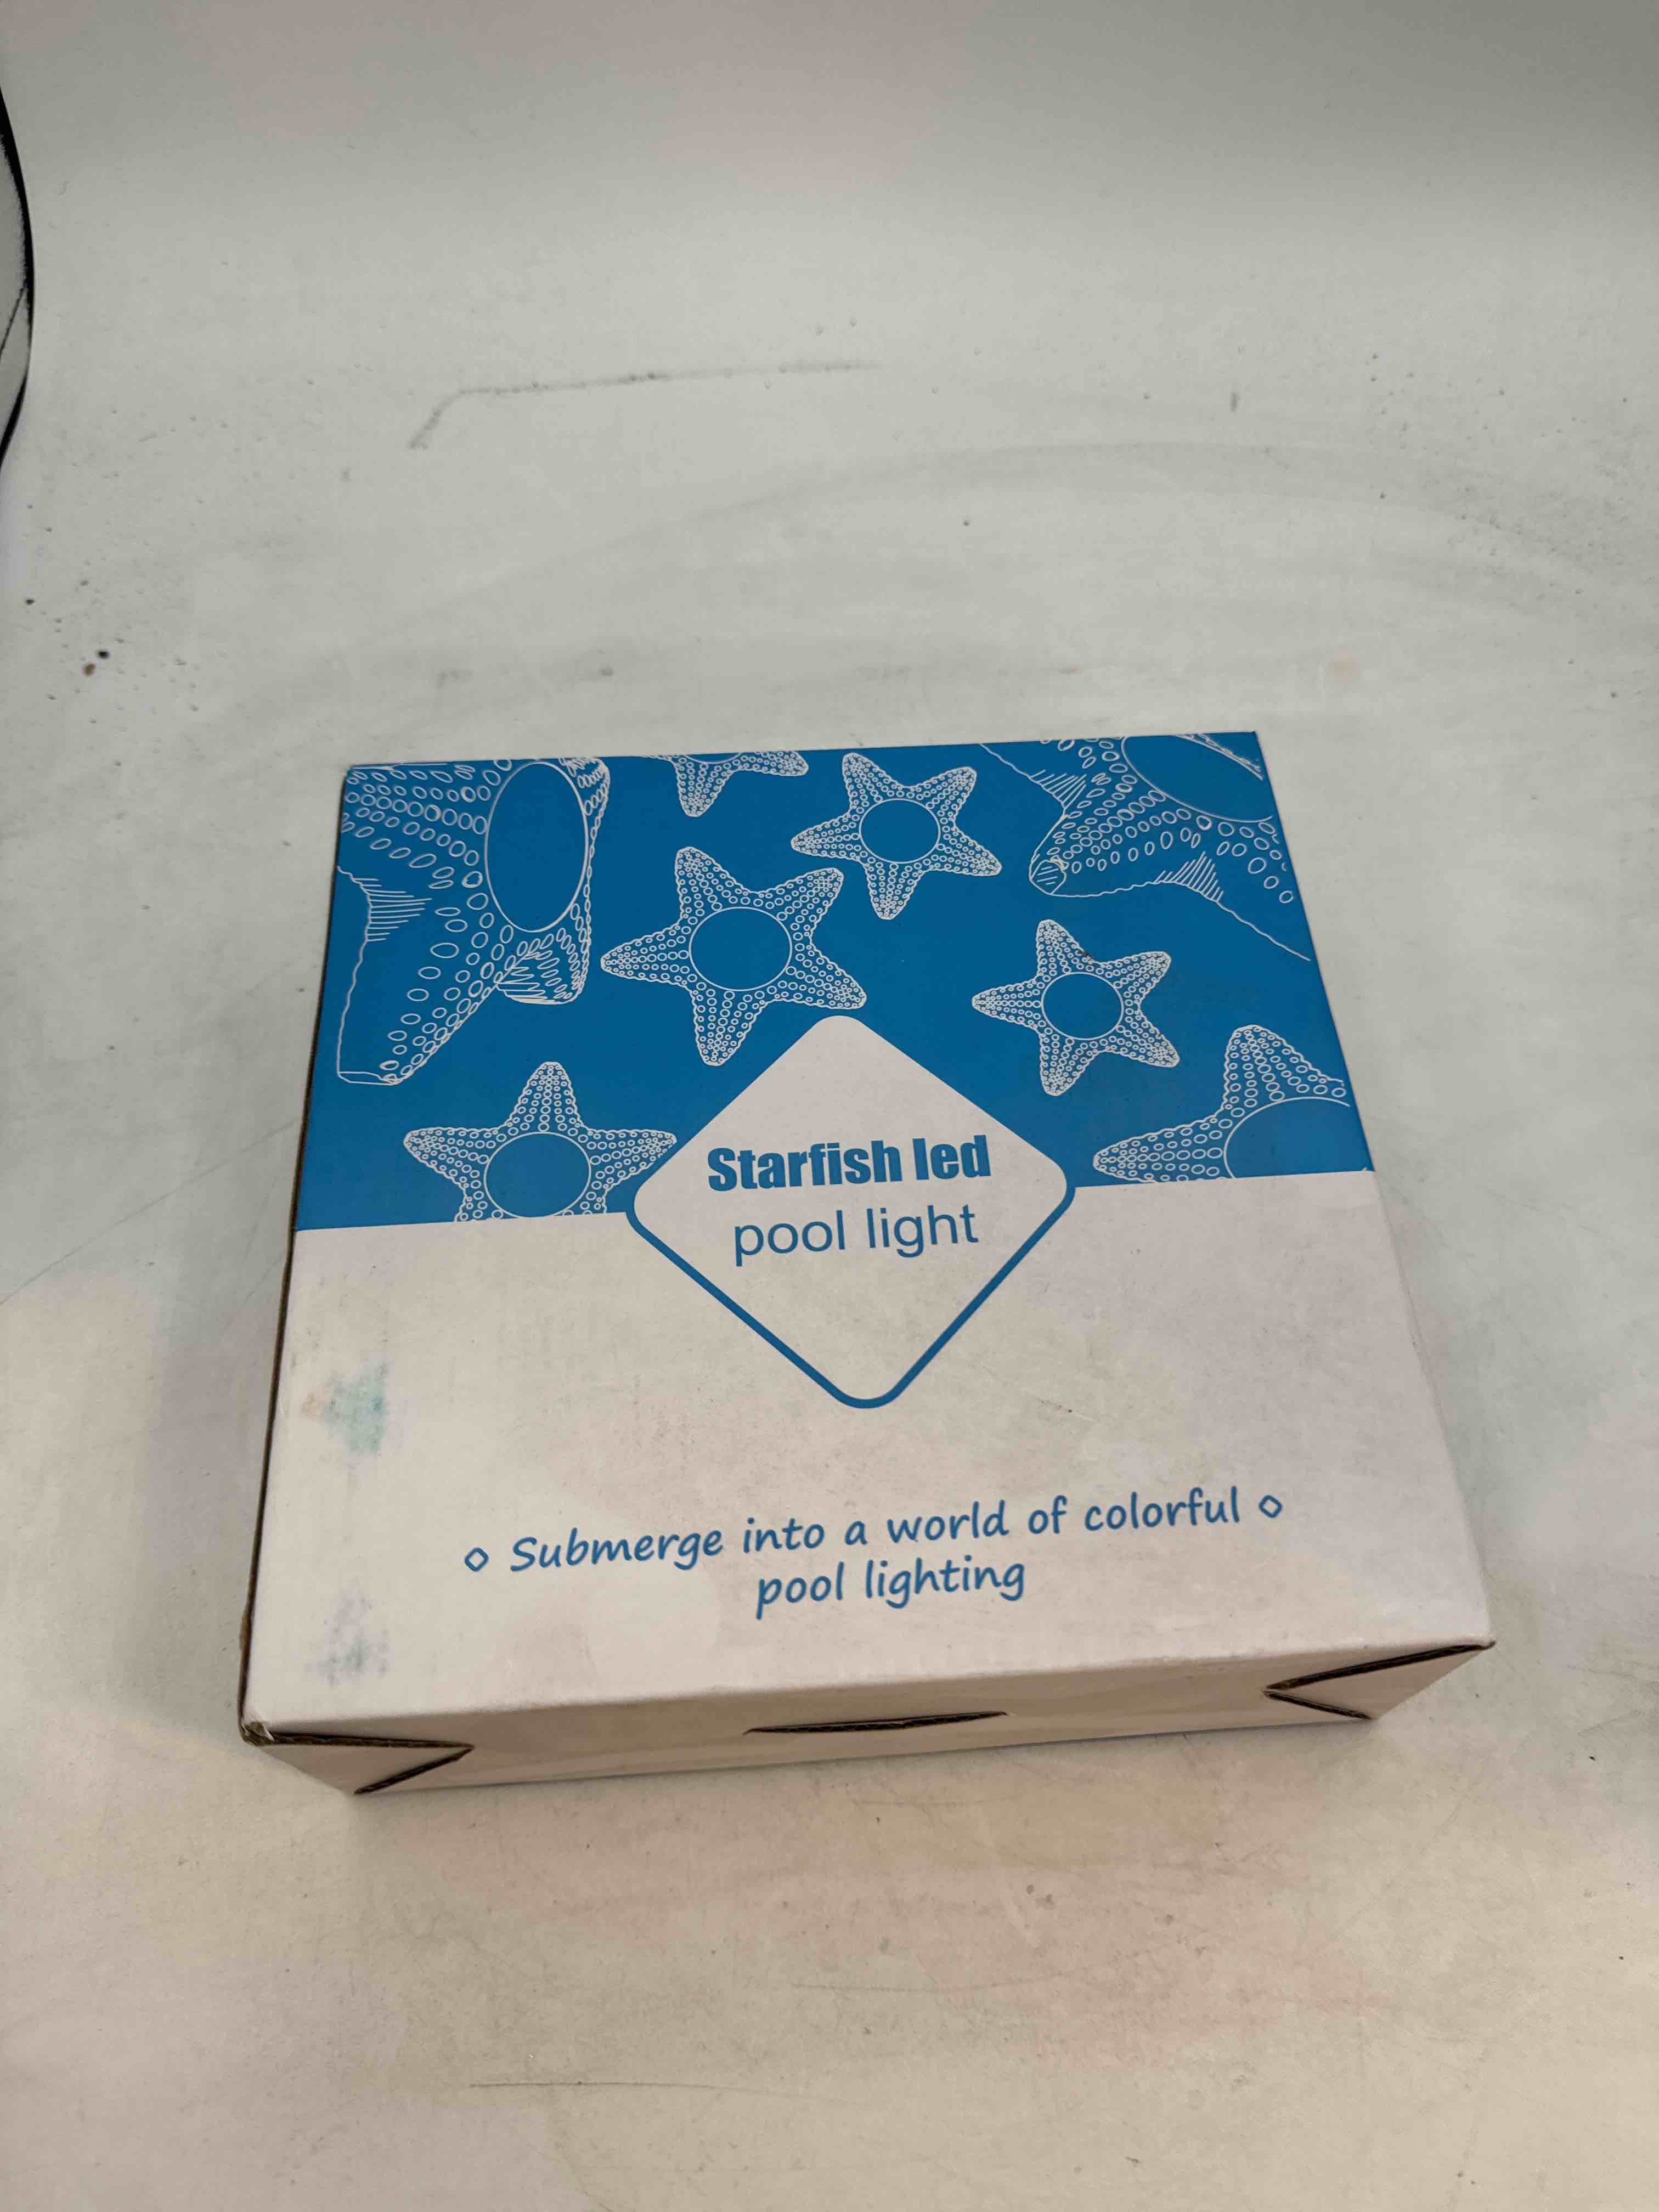 Starfish led
pool light
Submerge into a world of colorful
pool lighting